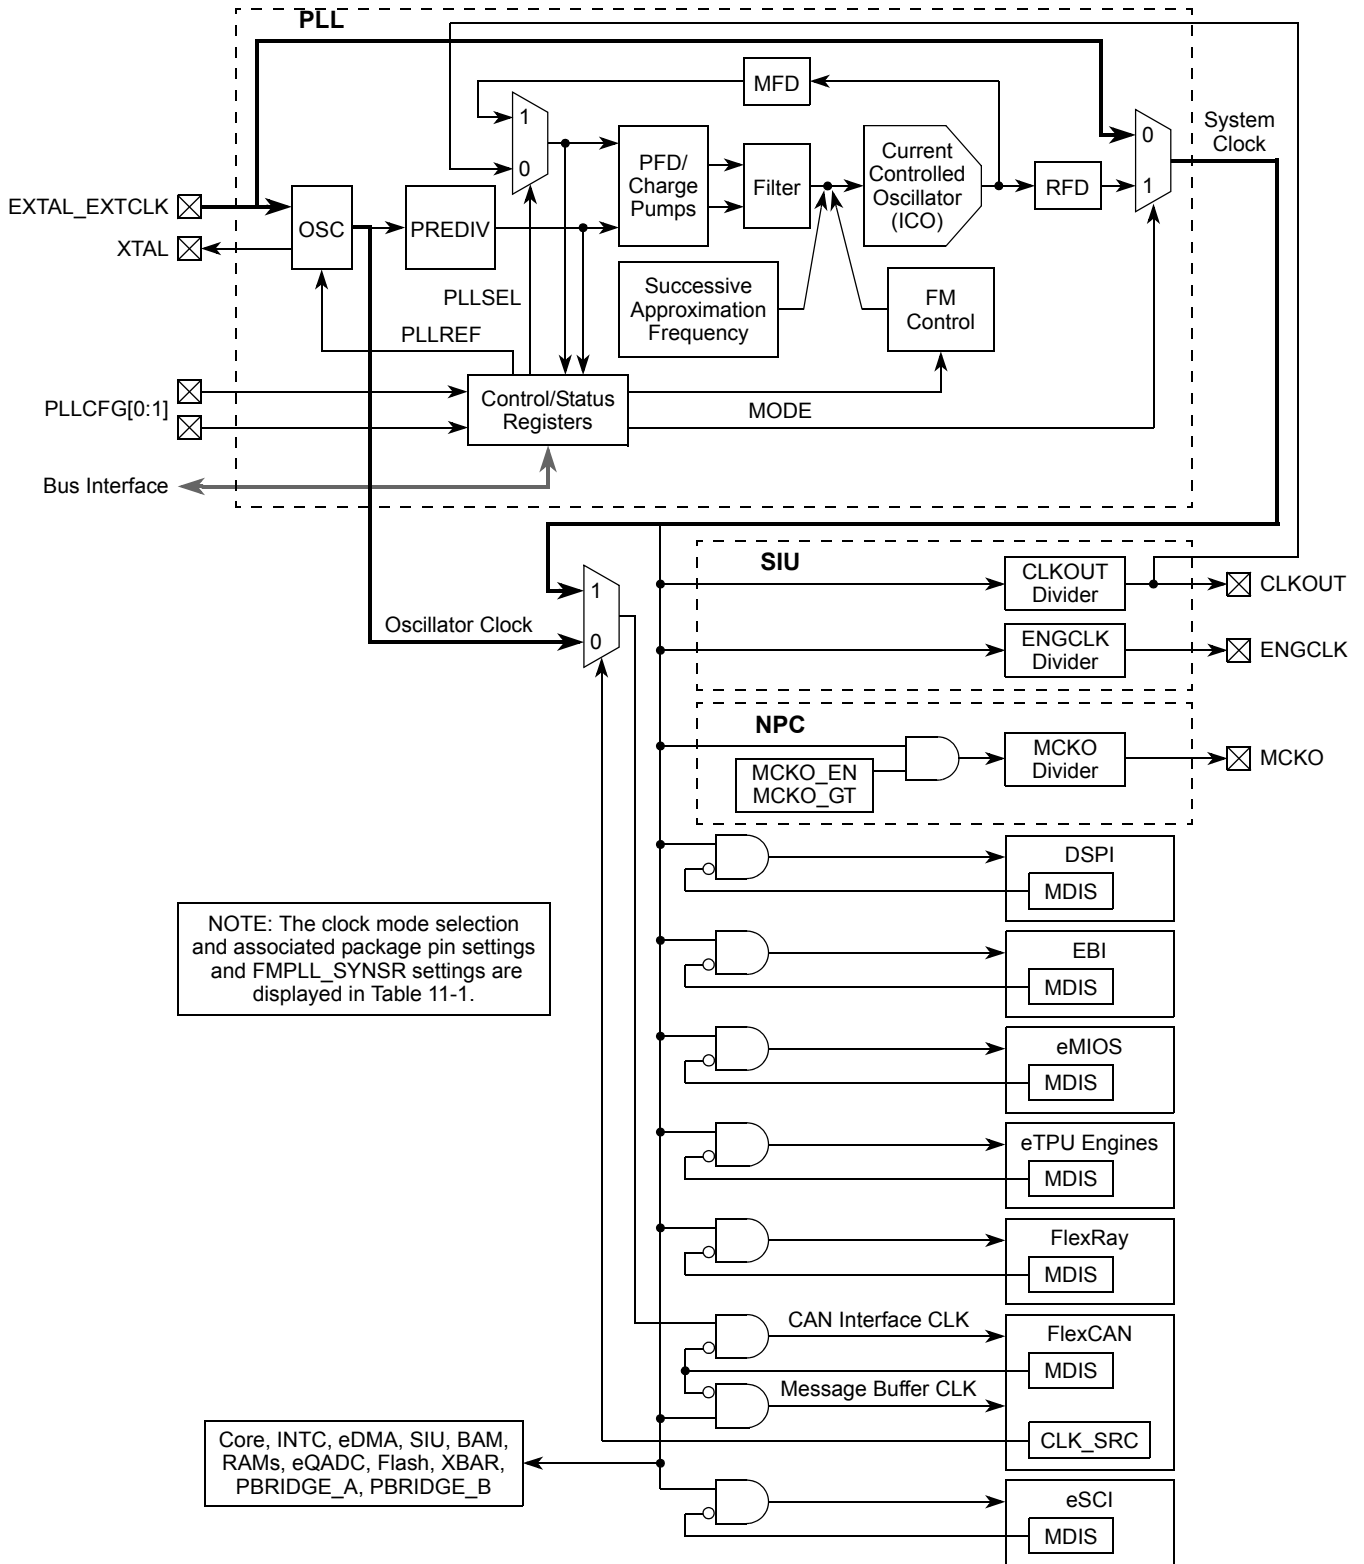 PLL
MFD
1
0
System
Clock
0
1
PFD/
Charge
Pumps
Filter
Current
Controlled
Oscillator
(ICO)
RFD
EXTAL_EXTCLK
OSC
PREDIV
XTAL
PLLSEL
Successive
Approximation
Frequency
FM
Control
PLLREF
PLLCFG[0:1]
Control/Status
Registers
MODE
Bus Interface
SIU
CLKOUT
Divider
CLKOUT
1
0
Oscillator Clock
ENGCLK
Divider
ENGCLK
NPC
MCKO_EN
MCKO_GT
MCKO
Divider
MCKO
DSPI
MDIS
NOTE: The clock mode selection
and associated package pin settings
and FMPLL_SYNSR settings are
displayed in Table 11-1.
EBI
MDIS
eMIOS
MDIS
eTPU Engines
MDIS
FlexRay
MDIS
CAN Interface CLK
FlexCAN
MDIS
Message Buffer CLK
CLK_SRC
Core, INTC, eDMA, SIU, BAM,
RAMs, eQADC, Flash, XBAR,
PBRIDGE_A, PBRIDGE_B
eSCI
MDIS